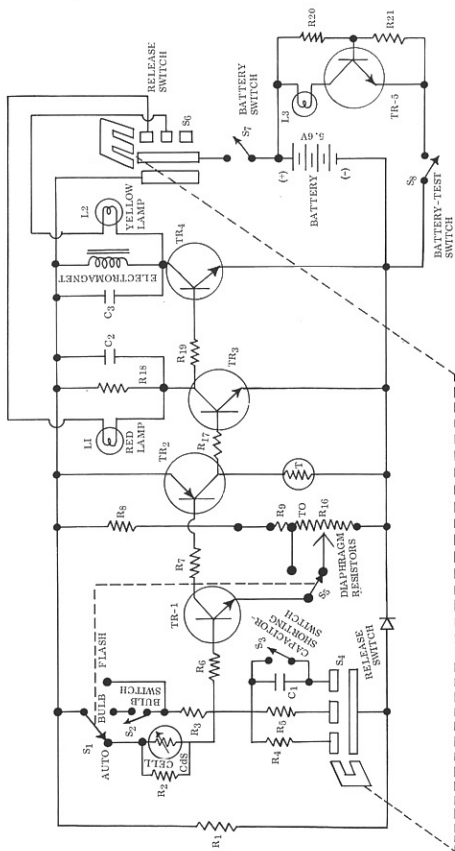 R1
AUTO
S1
BULB
FLASH
S2
BULB
SWITCH
R2
CELL
CdS
R3
R6
TR-1
R7
R4
R5
C1
S3
CAPACITOR-
SHORTING
SWITCH
S4
RELEASE
SWITCH
S5
DIAPHRAGM
RESISTORS
R8
R9
TO
R16
TR2
T
R17
TR3
L1
RED
LAMP
R18
C2
R19
C3
ELECTROMAGNET
TR4
L2
YELLOW
LAMP
RELEASE
SWITCH
S6
BATTERY
SWITCH
S7
(+)
BATTERY
5.6V
(-)
L3
R20
R21
TR-5
S8
BATTERY-TEST
SWITCH